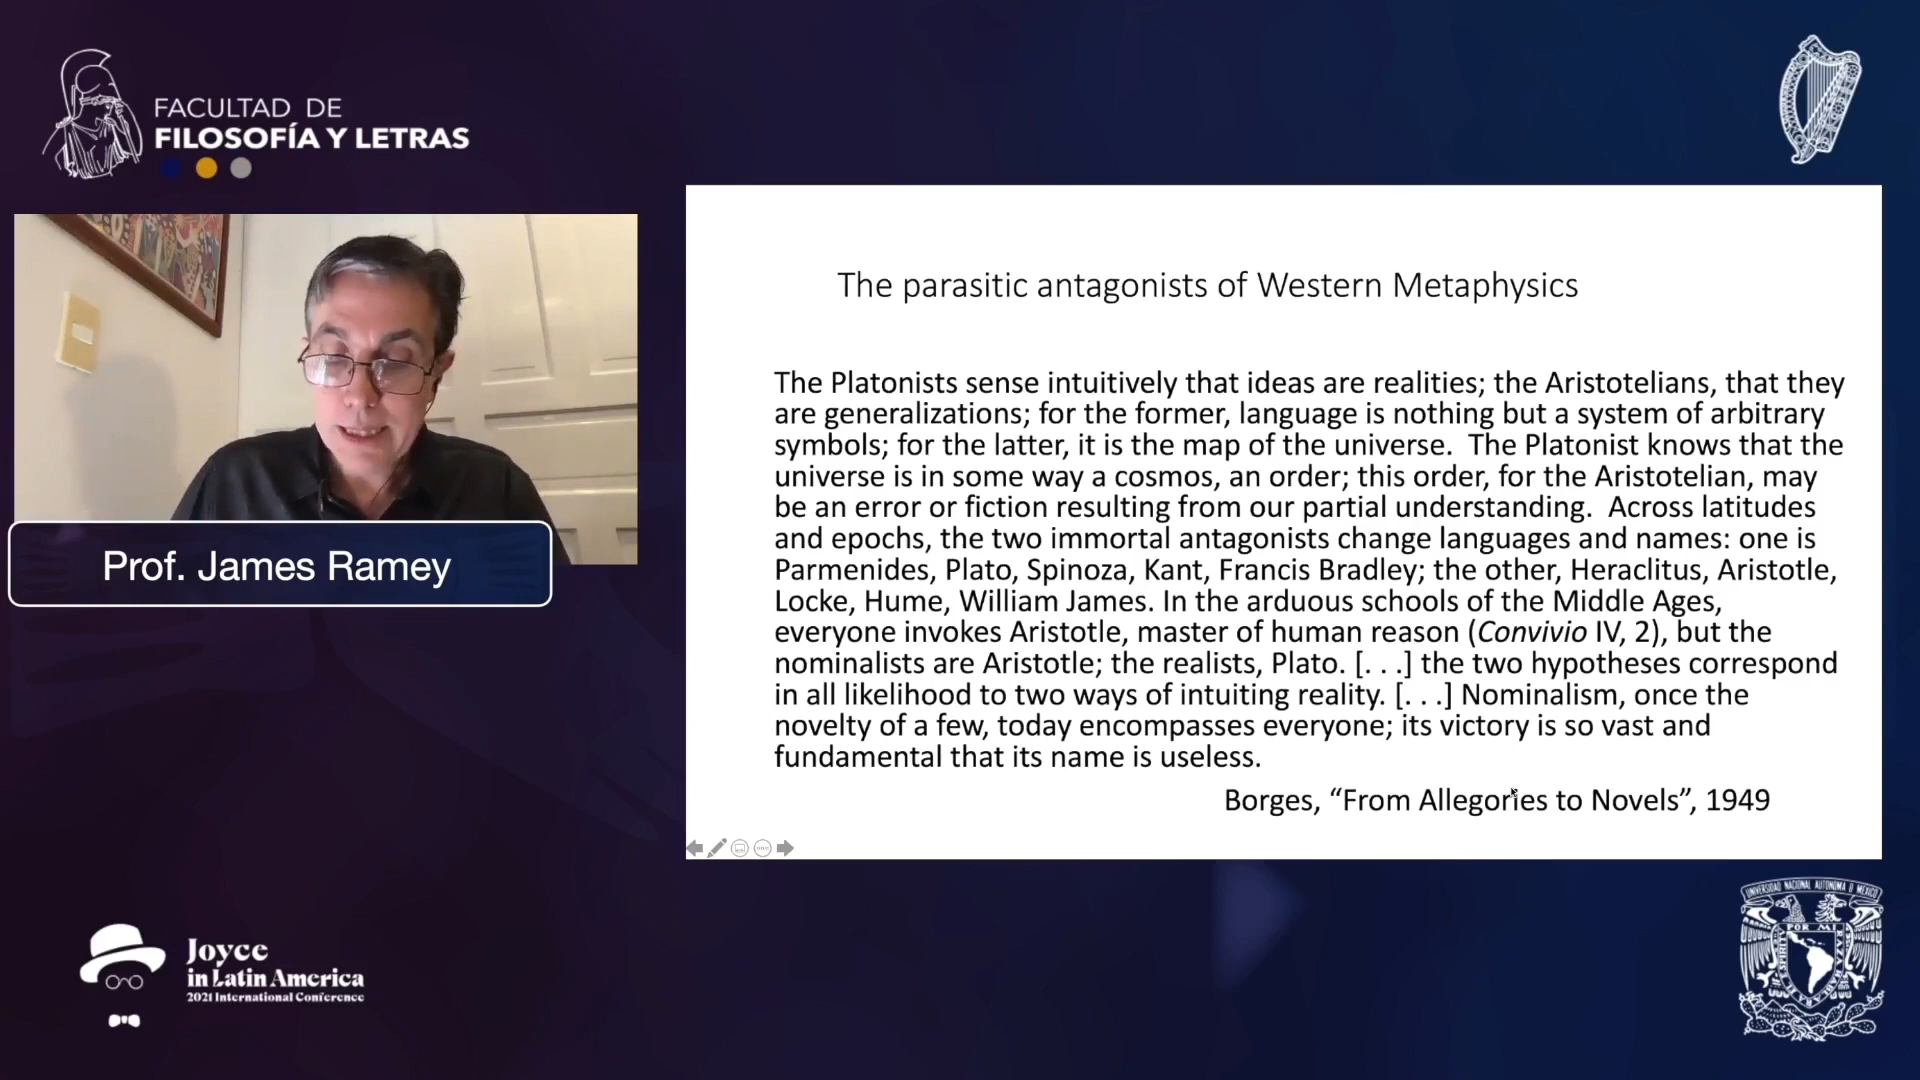 FACULTAD DE
FILOSOFÍA Y LETRAS
The parasitic antagonists of Western Metaphysics
The Platonists sense intuitively that ideas are realities; the Aristotelians, that they
are generalizations; for the former, language is nothing but a system of arbitrary
symbols; for the latter, it is the map of the universe. The Platonist knows that the
universe is in some way a cosmos, an order; this order, for the Aristotelian, may
be an error or fiction resulting from our partial understanding. Across latitudes
and epochs, the two immortal antagonists change languages and names: one is
Parmenides, Plato, Spinoza, Kant, Francis Bradley; the other, Heraclitus, Aristotle,
Locke, Hume, William James. In the arduous schools of the Middle Ages,
everyone invokes Aristotle, master of human reason (Convivio IV, 2), but the
nominalists are Aristotle; the realists, Plato. [. . .] the two hypotheses correspond
in all likelihood to two ways of intuiting reality. [. . .] Nominalism, once the
novelty of a few, today encompasses everyone; its victory is so vast and
fundamental that its name is useless.
Borges, “From Allegories to Novels”, 1949
Prof. James Ramey
Joyce
in Latin America
2021 International Conference
UNIVERSIDAD NACIONAL AUTONOMA DE MEXICO
POR MI RAZA